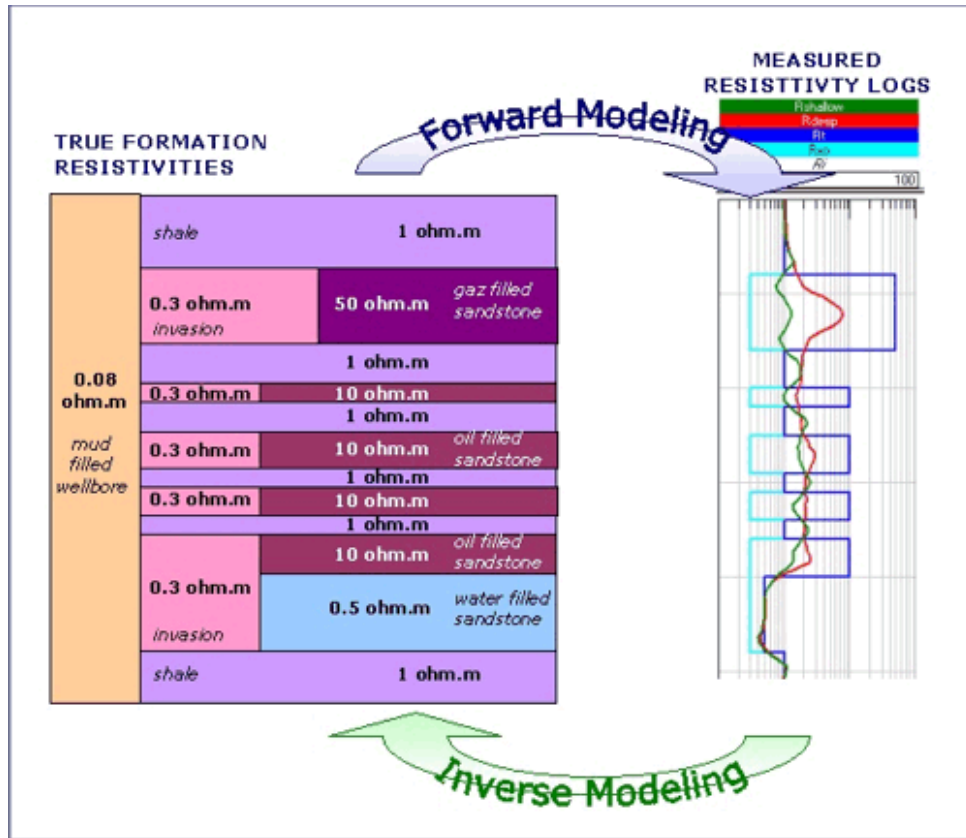 MEASURED
RESISTTIVTY LOGS
Rshallow
Rdeep
Rt
Rxo
Ri
100
Forward Modeling
TRUE FORMATION
RESISTIVITIES
0.08
ohm.m
mud
filled
wellbore
shale
1 ohm.m
0.3 ohm.m
invasion
50 ohm.m
gaz filled
sandstone
1 ohm.m
0.3 ohm.m
10 ohm.m
1 ohm.m
0.3 ohm.m
10 ohm.m
oil filled
sandstone
1 ohm.m
0.3 ohm.m
10 ohm.m
1 ohm.m
10 ohm.m
oil filled
sandstone
0.3 ohm.m
invasion
0.5 ohm.m
water filled
sandstone
shale
1 ohm.m
Inverse Modeling